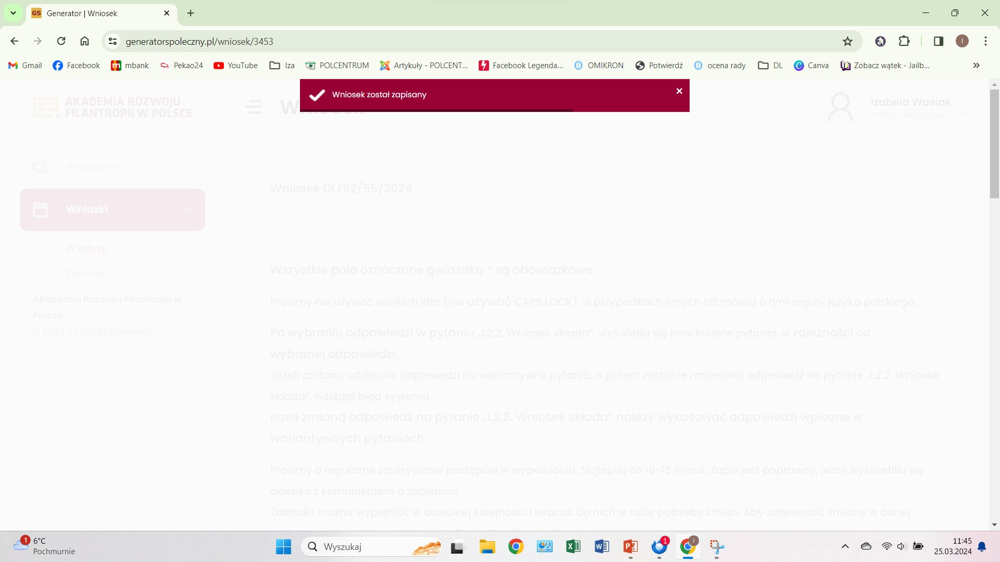 GS Generator | Wniosek
generatorspoleczny.pl/wniosek/3453
I
Gmail Facebook mbank Pekao24 YouTube Iza POLCENTRUM Artykuły - POLCENT... Facebook Legenda... OMIKRON Potwierdź ocena rady DL Canva Zobacz wątek - Jailb...
Wniosek został zapisany
AKADEMIA ROZWOJU
FILANTROPII W POLSCE
Wniosek
Izabela Wasiak
na2sznurki@gmail.com
Programy
Wnioski
W edycji
Złożone
Akademia Rozwoju Filantropii w
Polsce
© 2024 All Rights Reserved
Wniosek DL/92/55/2024
Wszystkie pola oznaczone gwiazdką * są obowiązkowe.
Prosimy nie używać wielkich liter (nie używać CAPS LOCK), w przypadkach innych niż mówią o tym reguły języka polskiego.
Po wybraniu odpowiedzi w pytaniu „I.2.2. Wniosek składa”, wyświetlą się inne kolejne pytania, w zależności od
wybranej odpowiedzi.
Jeżeli zostaną udzielone odpowiedzi na wariantywne pytania, a potem zostanie zmieniona odpowiedź na pytanie „I.2.2. Wniosek
składa”, nastąpi błąd systemu.
Przed zmianą odpowiedź na pytanie „I.2.2. Wniosek składa” należy wykasować odpowiedzi wpisane w
wariantywnych pytaniach.
Prosimy o regularne zapisywanie postępów w wypełnianiu. Najlepiej co 10-15 minut. Zapis jest poprawny, jeżeli wyświetliło się
okienko z komunikatem o zapisaniu.
Zakładki można wypełniać w dowolnej kolejności i wracać do nich w razie potrzeby zmian. Aby zatwierdzić zmiany w danej
1 6°C
Pochmurnie
Wyszukaj
1
I
11:45
25.03.2024